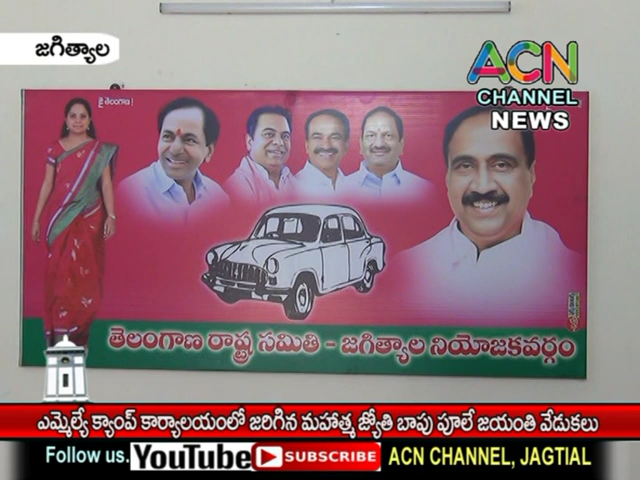 జగిత్యాల
ACN
CHANNEL
NEWS
జై తెలంగాణ!
తెలంగాణ రాష్ట్ర సమితి - జగిత్యాల నియోజకవర్గం
ఎమ్మెల్యే క్యాంప్ కార్యాలయంలో జరిగిన మహాత్మ జ్యోతి బాపు పూలే జయంతి వేడుకలు
Follow us. YouTube SUBSCRIBE ACN CHANNEL, JAGTIAL